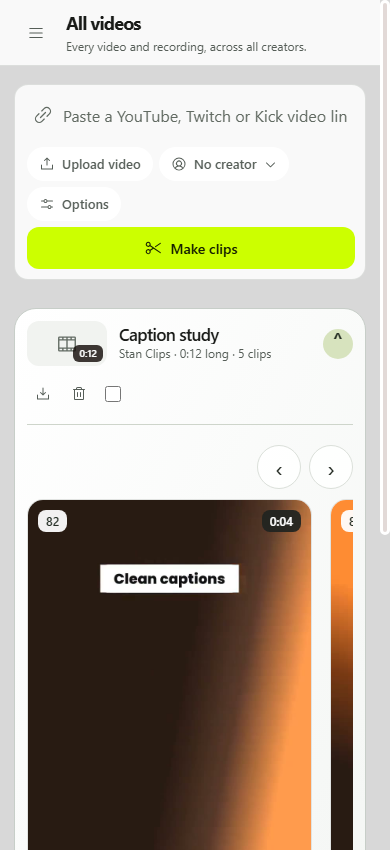 All videos
Every video and recording, across all creators.
Paste a YouTube, Twitch or Kick video lin
Upload video
No creator
Options
Make clips
0:12
Caption study
Stan Clips · 0:12 long · 5 clips
82
0:04
Clean captions